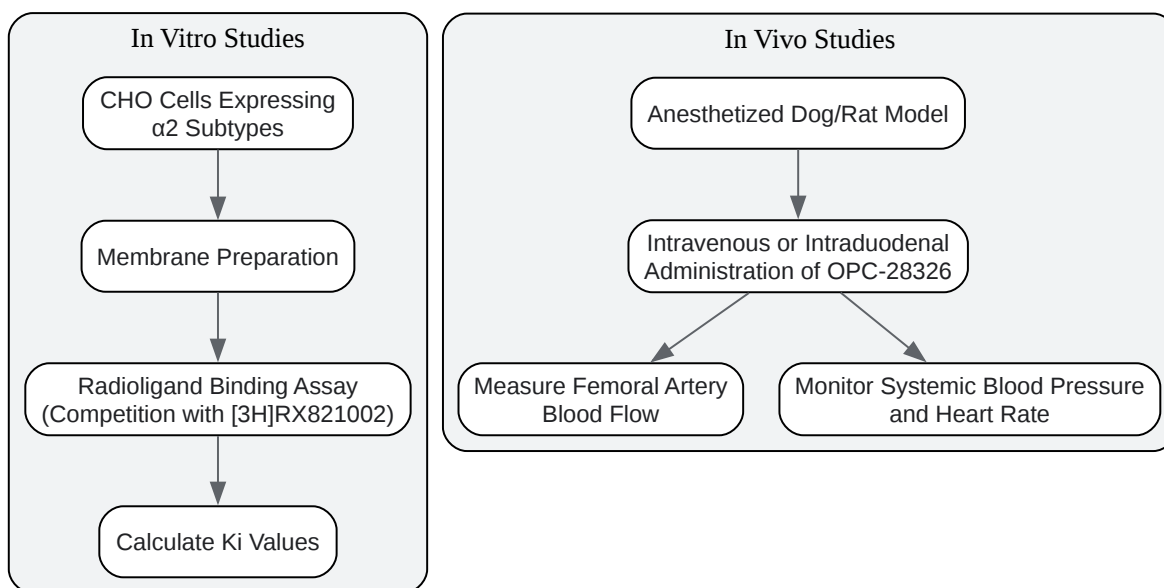 In Vitro Studies
CHO Cells Expressing
α2 Subtypes
Membrane Preparation
Radioligand Binding Assay
(Competition with [3H]RX821002)
Calculate Ki Values
In Vivo Studies
Anesthetized Dog/Rat Model
Intravenous or Intraduodenal
Administration of OPC-28326
Measure Femoral Artery
Blood Flow
Monitor Systemic Blood Pressure
and Heart Rate